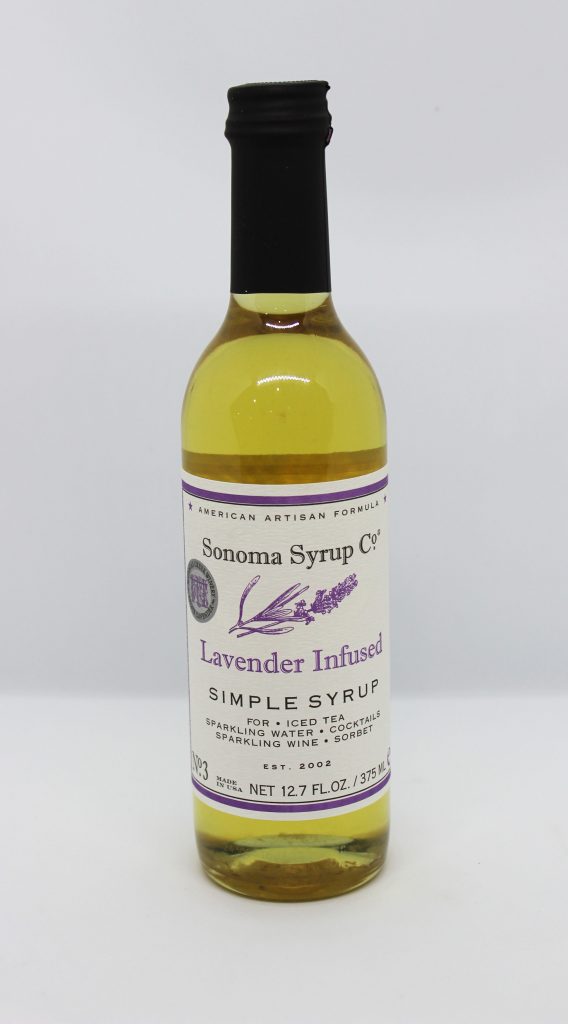 ★ AMERICAN ARTISAN FORMULA ★
Sonoma Syrup Co.®
Lavender Infused
SIMPLE SYRUP
FOR • ICED TEA
SPARKLING WATER • COCKTAILS
SPARKLING WINE • SORBET
EST. 2002
Nº3
MADE
IN USA
NET 12.7 FL.OZ. / 375 ML